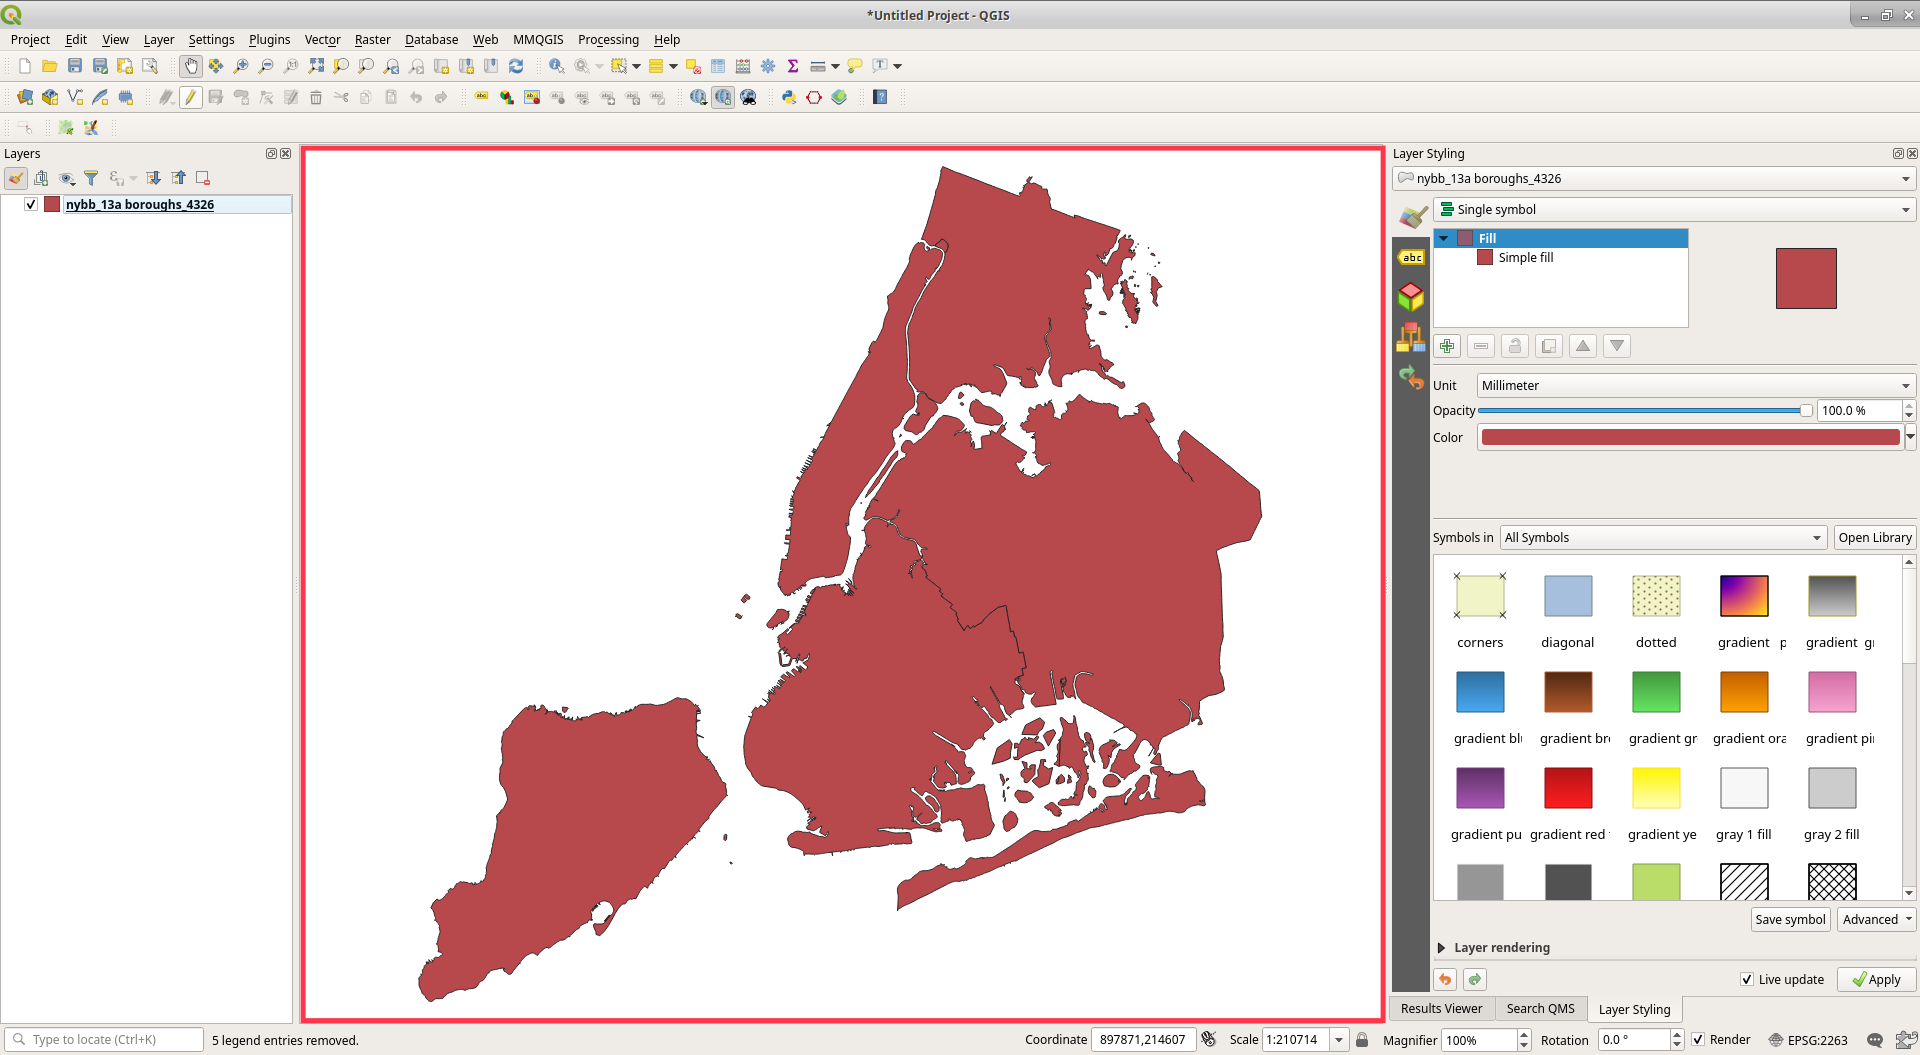 *Untitled Project - QGIS
Project Edit View Layer Settings Plugins Vector Raster Database Web MMQGIS Processing Help
Layers
nybb_13a boroughs_4326
Layer Styling
nybb_13a boroughs_4326
Single symbol
Fill
Simple fill
abc
Unit Millimeter
Opacity 100.0 %
Color
Symbols in All Symbols Open Library
corners diagonal dotted gradient p gradient gr
gradient bl gradient br gradient gr gradient ora gradient pi
gradient pu gradient red gradient ye gray 1 fill gray 2 fill
Save symbol Advanced
Layer rendering
Live update Apply
Results Viewer Search QMS Layer Styling
Type to locate (Ctrl+K) 5 legend entries removed. Coordinate 897871,214607 Scale 1:210714 Magnifier 100% Rotation 0.0 ° Render EPSG:2263